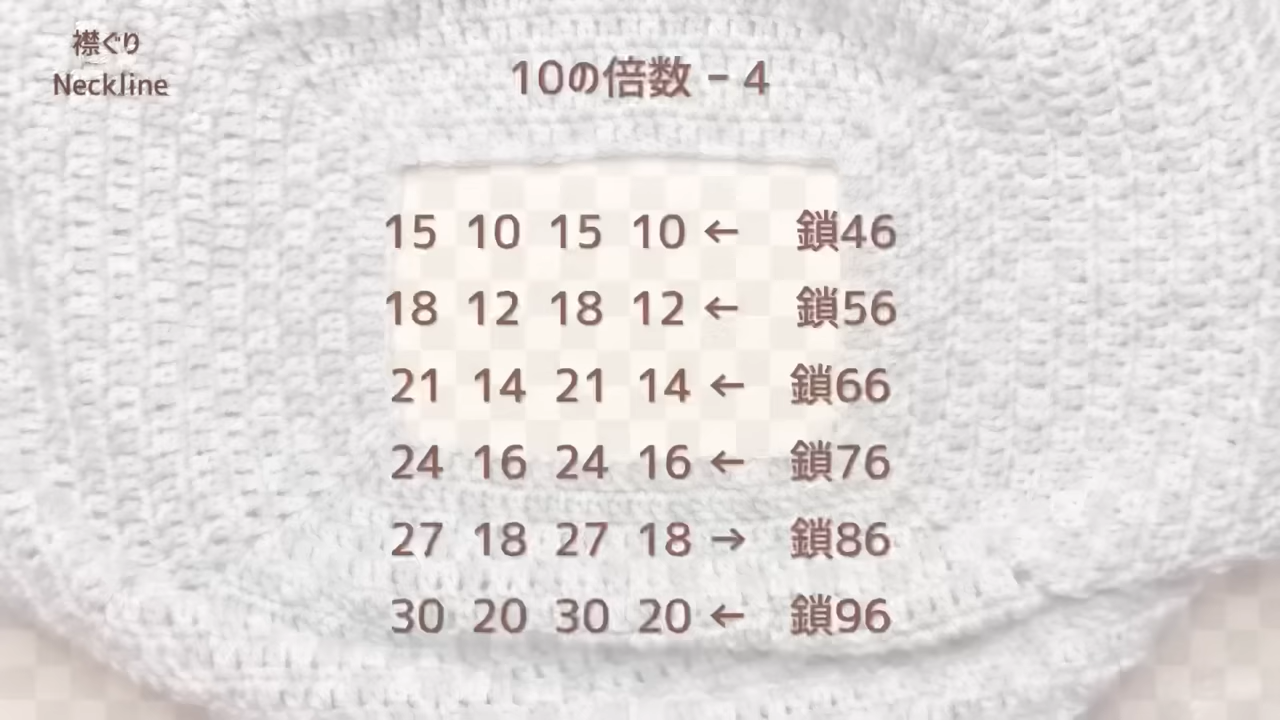 襟ぐり
Neckline
10の倍数 − 4
15 10 15 10 ← 鎖46
18 12 18 12 ← 鎖56
21 14 21 14 ← 鎖66
24 16 24 16 ← 鎖76
27 18 27 18 → 鎖86
30 20 30 20 ← 鎖96